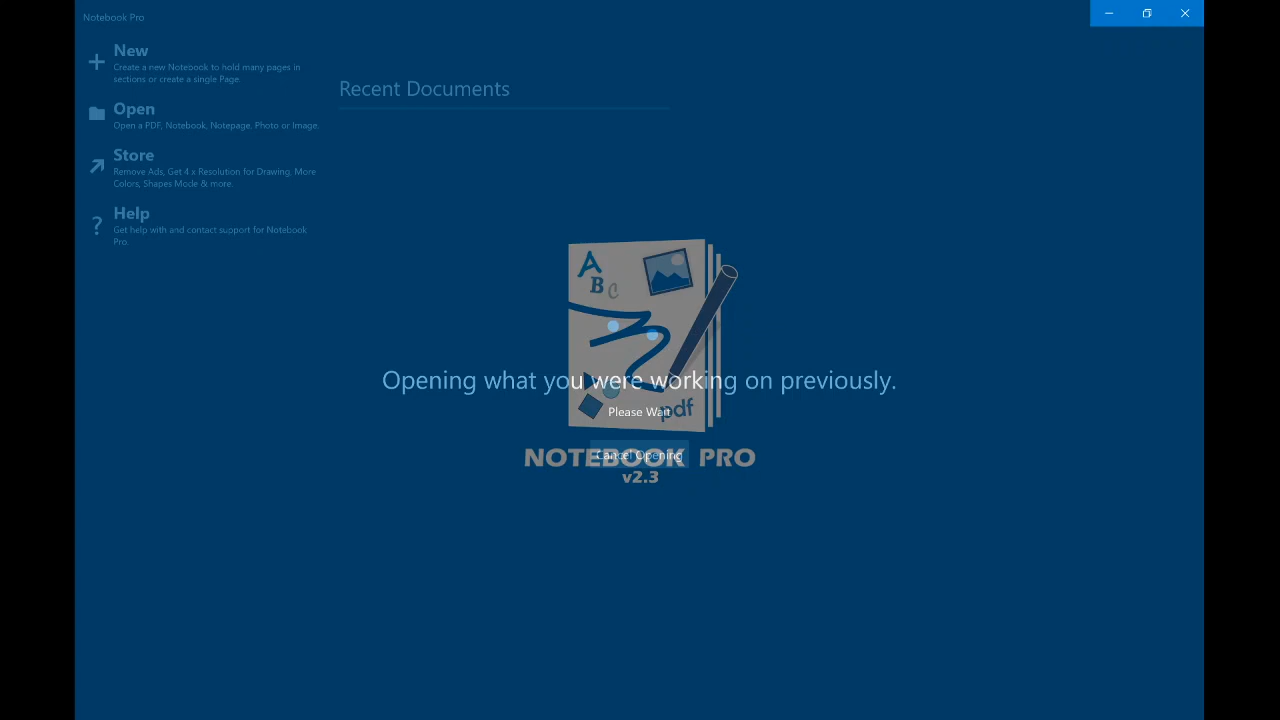 Notebook Pro
New
Create a new Notebook to hold many pages in
sections or create a single Page.
Open
Open a PDF, Notebook, Notepage, Photo or Image.
Store
Remove Ads, Get 4 x Resolution for Drawing, More
Colors, Shapes Mode & more.
Help
Get help with and contact support for Notebook
Pro.
Recent Documents
A
B C
Opening what you were working on previously.
Please Wait
pdf
Cancel Opening
NOTEBOOK PRO
v2.3